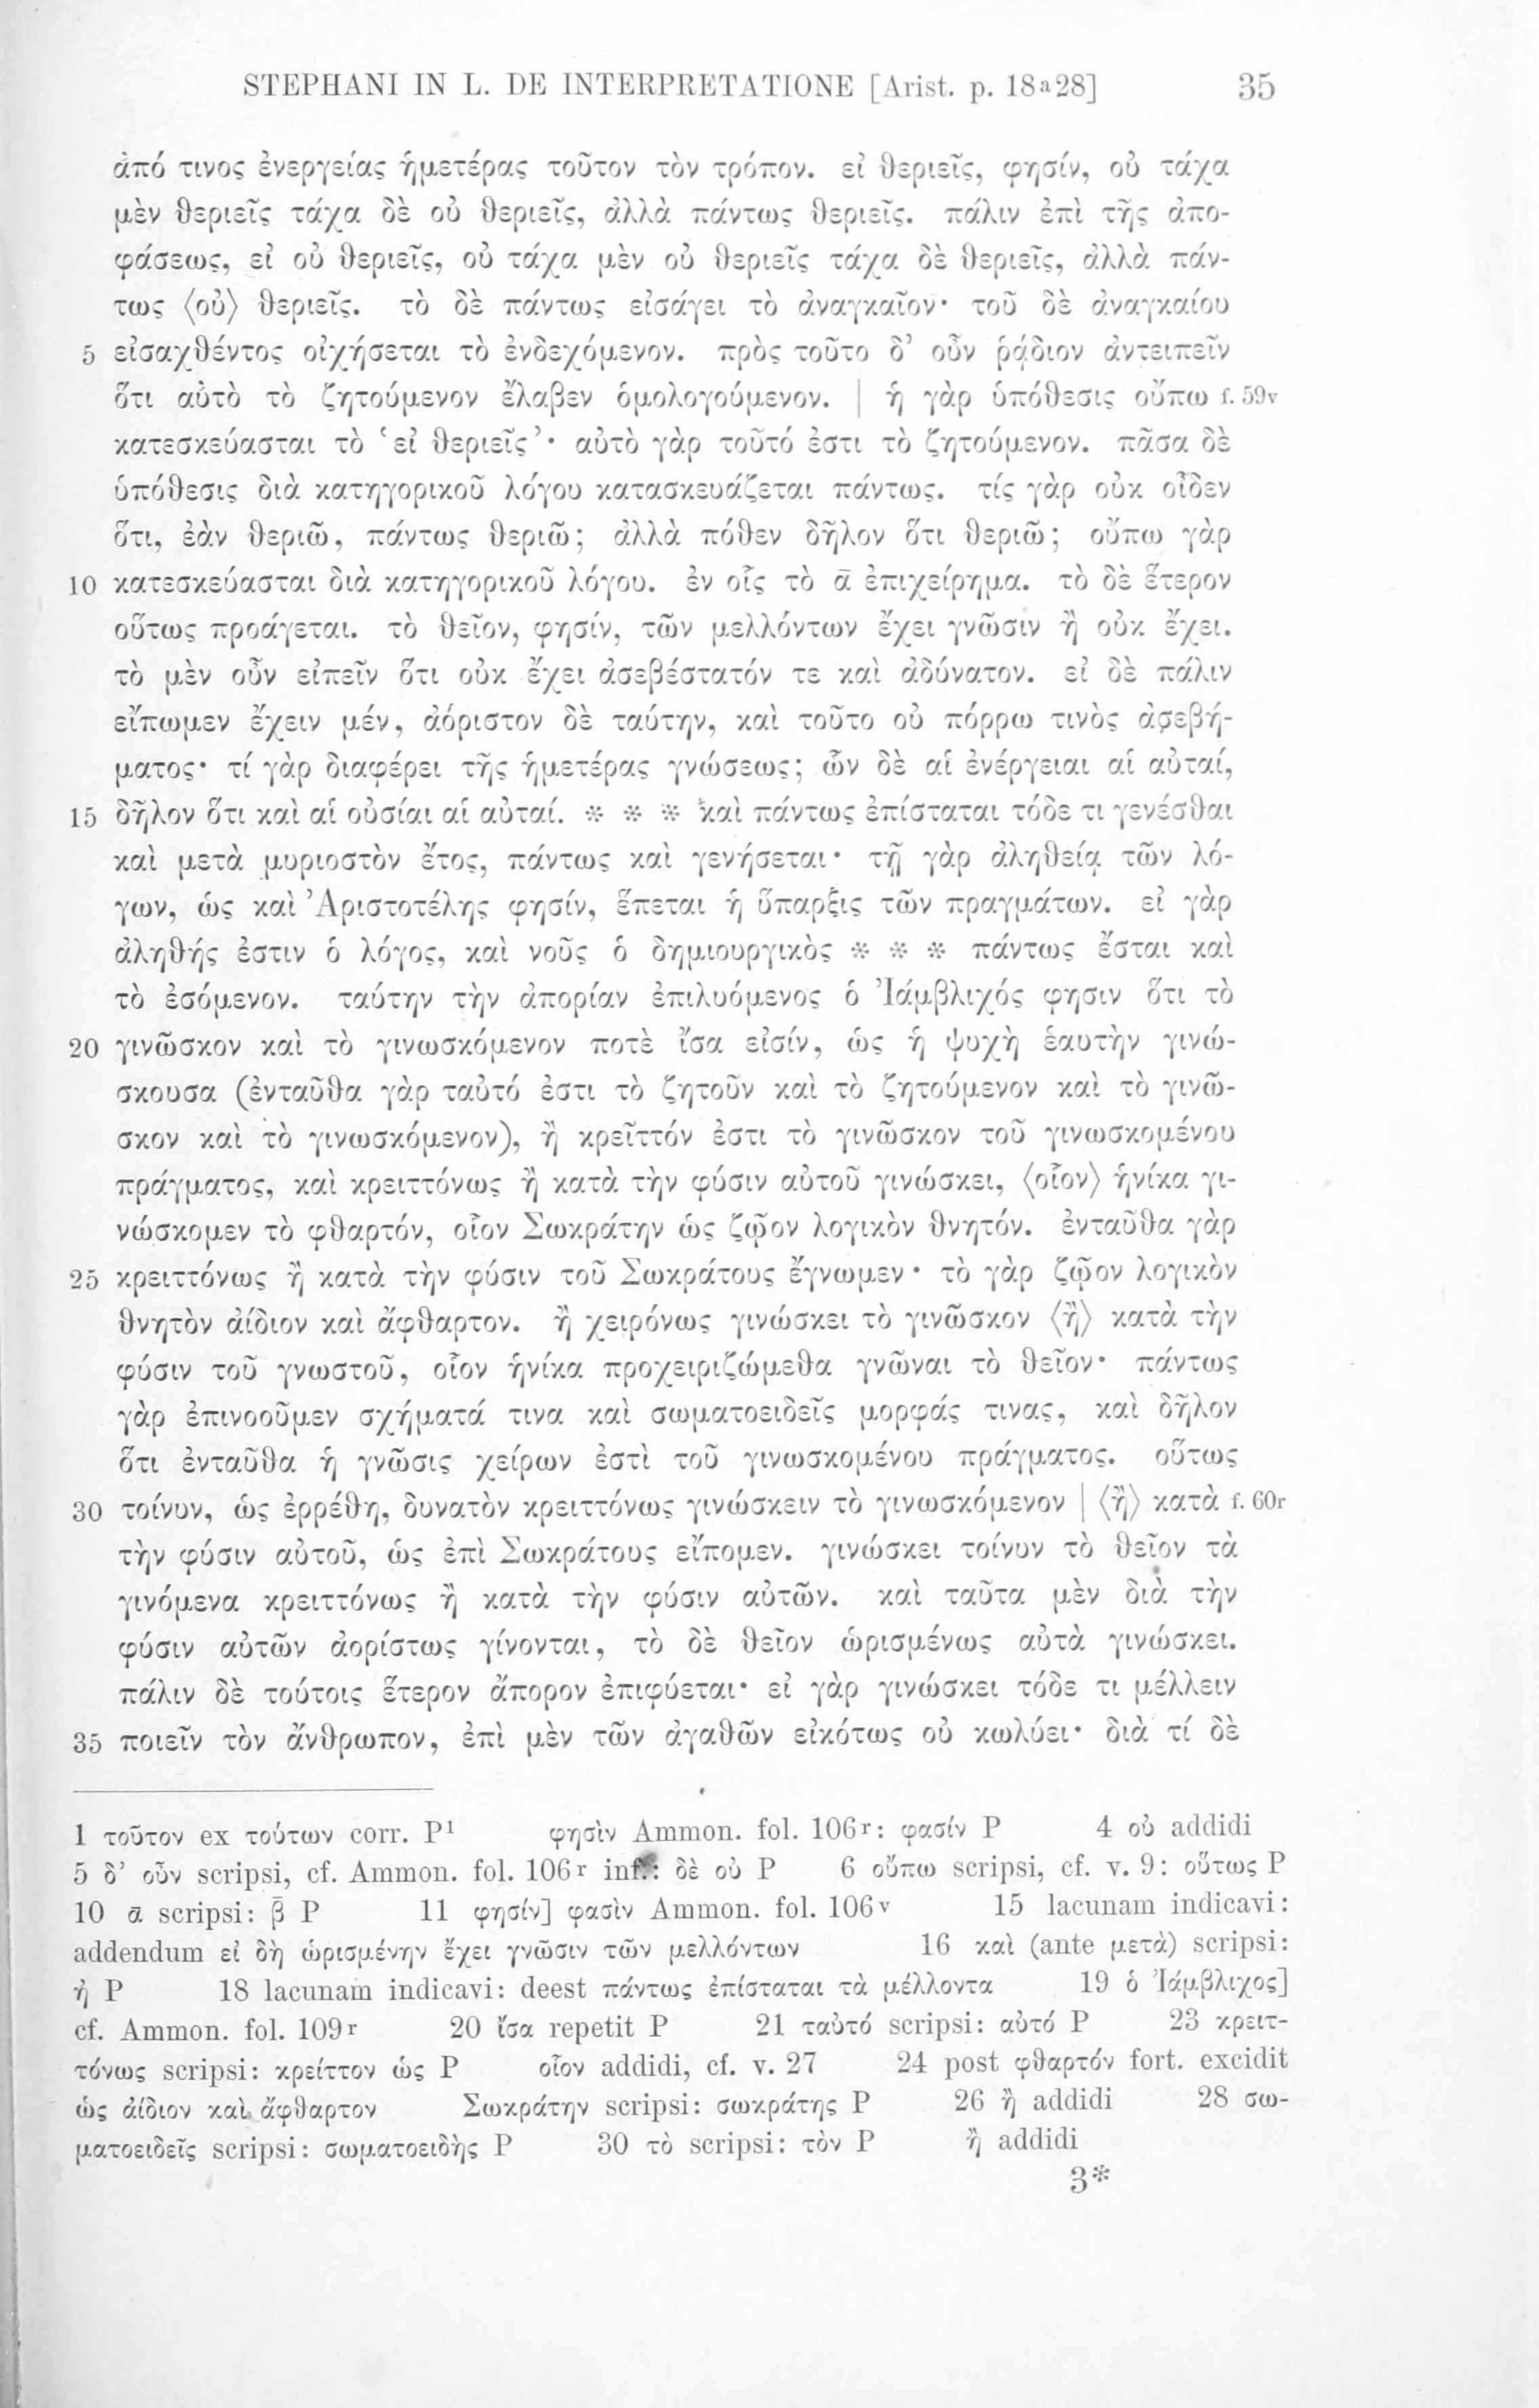 STEPHANI IN L. DE INTERPRETATIONE [Arist. p. 18a28] 35
ἀπό τινος ἐνεργείας ἡμετέρας τοῦτον τὸν τρόπον. εἰ θεριεῖς, φησίν, οὐ τάχα
μὲν θεριεῖς τάχα δὲ οὐ θεριεῖς, ἀλλὰ πάντως θεριεῖς. πάλιν ἐπὶ τῆς ἀπο-
φάσεως, εἰ οὐ θεριεῖς, οὐ τάχα μὲν οὐ θεριεῖς τάχα δὲ θεριεῖς, ἀλλὰ πάν-
τως ⟨οὐ⟩ θεριεῖς. τὸ δὲ πάντως εἰσάγει τὸ ἀναγκαῖον· τοῦ δὲ ἀναγκαίου
5 εἰσαχθέντος οἰχήσεται τὸ ἐνδεχόμενον. πρὸς τοῦτο δ’ οὖν ῥᾴδιον ἀντειπεῖν
ὅτι αὐτὸ τὸ ζητούμενον ἔλαβεν ὁμολογούμενον. | ἡ γὰρ ὑπόθεσις οὔπω f. 59v
κατεσκεύασται τὸ ‘εἰ θεριεῖς’· αὐτὸ γὰρ τοῦτό ἐστι τὸ ζητούμενον. πᾶσα δὲ
ὑπόθεσις διὰ κατηγορικοῦ λόγου κατασκευάζεται πάντως. τίς γὰρ οὐκ οἶδεν
ὅτι, ἐὰν θεριῶ, πάντως θεριῶ; ἀλλὰ πόθεν δῆλον ὅτι θεριῶ; οὔπω γὰρ
10 κατεσκεύασται διὰ κατηγορικοῦ λόγου. ἐν οἷς τὸ ᾱ ἐπιχείρημα. τὸ δὲ ἕτερον
οὕτως προάγεται. τὸ θεῖον, φησίν, τῶν μελλόντων ἔχει γνῶσιν ἢ οὐκ ἔχει.
τὸ μὲν οὖν εἰπεῖν ὅτι οὐκ ἔχει ἀσεβέστατόν τε καὶ ἀδύνατον. εἰ δὲ πάλιν
εἴπωμεν ἔχειν μέν, ἀόριστον δὲ ταύτην, καὶ τοῦτο οὐ πόρρω τινὸς ἀσεβή-
ματος· τί γὰρ διαφέρει τῆς ἡμετέρας γνώσεως; ὧν δὲ αἱ ἐνέργειαι αἱ αὐταί,
15 δῆλον ὅτι καὶ αἱ οὐσίαι αἱ αὐταί. * * * καὶ πάντως ἐπίσταται τόδε τι γενέσθαι
καὶ μετὰ μυριοστὸν ἔτος, πάντως καὶ γενήσεται· τῇ γὰρ ἀληθείᾳ τῶν λό-
γων, ὡς καὶ Ἀριστοτέλης φησίν, ἕπεται ἡ ὕπαρξις τῶν πραγμάτων. εἰ γὰρ
ἀληθής ἐστιν ὁ λόγος, καὶ νοῦς ὁ δημιουργικὸς * * * πάντως ἔσται καὶ
τὸ ἐσόμενον. ταύτην τὴν ἀπορίαν ἐπιλυόμενος ὁ Ἰάμβλιχός φησιν ὅτι τὸ
20 γινῶσκον καὶ τὸ γινωσκόμενον ποτὲ ἴσα εἰσίν, ὡς ἡ ψυχὴ ἑαυτὴν γινώ-
σκουσα (ἐνταῦθα γὰρ ταὐτό ἐστι τὸ ζητοῦν καὶ τὸ ζητούμενον καὶ τὸ γινῶ-
σκον καὶ τὸ γινωσκόμενον), ἢ κρεῖττόν ἐστι τὸ γινῶσκον τοῦ γινωσκομένου
πράγματος, καὶ κρειττόνως ἢ κατὰ τὴν φύσιν αὐτοῦ γινώσκει, ⟨οἷον⟩ ἡνίκα γι-
νώσκομεν τὸ φθαρτόν, οἷον Σωκράτην ὡς ζῷον λογικὸν θνητόν. ἐνταῦθα γὰρ
25 κρειττόνως ἢ κατὰ τὴν φύσιν τοῦ Σωκράτους ἔγνωμεν· τὸ γὰρ ζῷον λογικὸν
θνητὸν ἀίδιον καὶ ἄφθαρτον. ἢ χειρόνως γινώσκει τὸ γινῶσκον ⟨ἢ⟩ κατὰ τὴν
φύσιν τοῦ γνωστοῦ, οἷον ἡνίκα προχειριζώμεθα γνῶναι τὸ θεῖον· πάντως
γὰρ ἐπινοοῦμεν σχήματά τινα καὶ σωματοειδεῖς μορφάς τινας, καὶ δῆλον
ὅτι ἐνταῦθα ἡ γνῶσις χείρων ἐστὶ τοῦ γινωσκομένου πράγματος. οὕτως
30 τοίνυν, ὡς ἐρρέθη, δυνατὸν κρειττόνως γινώσκειν τὸ γινωσκόμενον | ⟨ἢ⟩ κατὰ f. 60r
τὴν φύσιν αὐτοῦ, ὡς ἐπὶ Σωκράτους εἴπομεν. γινώσκει τοίνυν τὸ θεῖον τὰ
γινόμενα κρειττόνως ἢ κατὰ τὴν φύσιν αὐτῶν. καὶ ταῦτα μὲν διὰ τὴν
φύσιν αὐτῶν ἀορίστως γίνονται, τὸ δὲ θεῖον ὡρισμένως αὐτὰ γινώσκει.
πάλιν δὲ τούτοις ἕτερον ἄπορον ἐπιφύεται· εἰ γὰρ γινώσκει τόδε τι μέλλειν
35 ποιεῖν τὸν ἄνθρωπον, ἐπὶ μὲν τῶν ἀγαθῶν εἰκότως οὐ κωλύει· διὰ τί δὲ
1 τοῦτον ex τούτων corr. P1 φησὶν Ammon. fol. 106r: φασίν P 4 οὐ addidi
5 δ’ οὖν scripsi, cf. Ammon. fol. 106r inf.: δὲ οὐ P 6 οὔπω scripsi, cf. v. 9: οὕτως P
10 ᾱ scripsi: β̄ P 11 φησίν] φασὶν Ammon. fol. 106v 15 lacunam indicavi:
addendum εἰ δὴ ὡρισμένην ἔχει γνῶσιν τῶν μελλόντων 16 καὶ (ante μετὰ) scripsi:
ἢ P 18 lacunam indicavi: deest πάντως ἐπίσταται τὰ μέλλοντα 19 ὁ Ἰάμβλιχος]
cf. Ammon. fol. 109r 20 ἴσα repetit P 21 ταὐτό scripsi: αὐτό P 23 κρειτ-
τόνως scripsi: κρείττον ὡς P οἷον addidi, cf. v. 27 24 post φθαρτόν fort. excidit
ὡς ἀίδιον καὶ ἄφθαρτον Σωκράτην scripsi: σωκράτης P 26 ἢ addidi 28 σω-
ματοειδεῖς scripsi: σωματοειδὴς P 30 τὸ scripsi: τὸν P ἢ addidi
3*